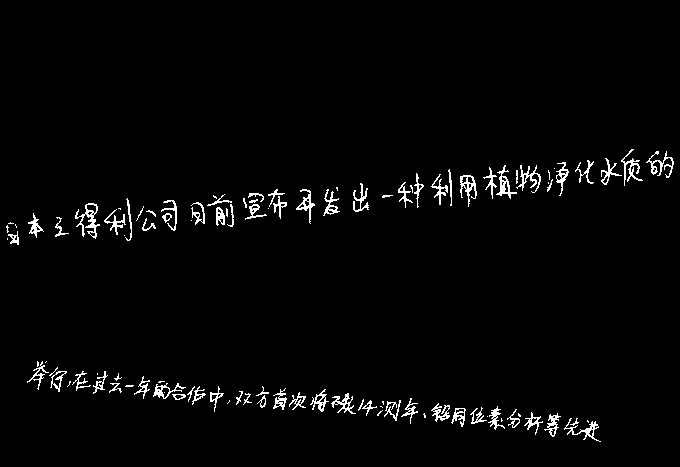 日本三得利公司日前宣布开发出一种利用植物净化水质的
举行,在过去一年的合作中,双方首次将碳14测年、铅同位素分析等先进